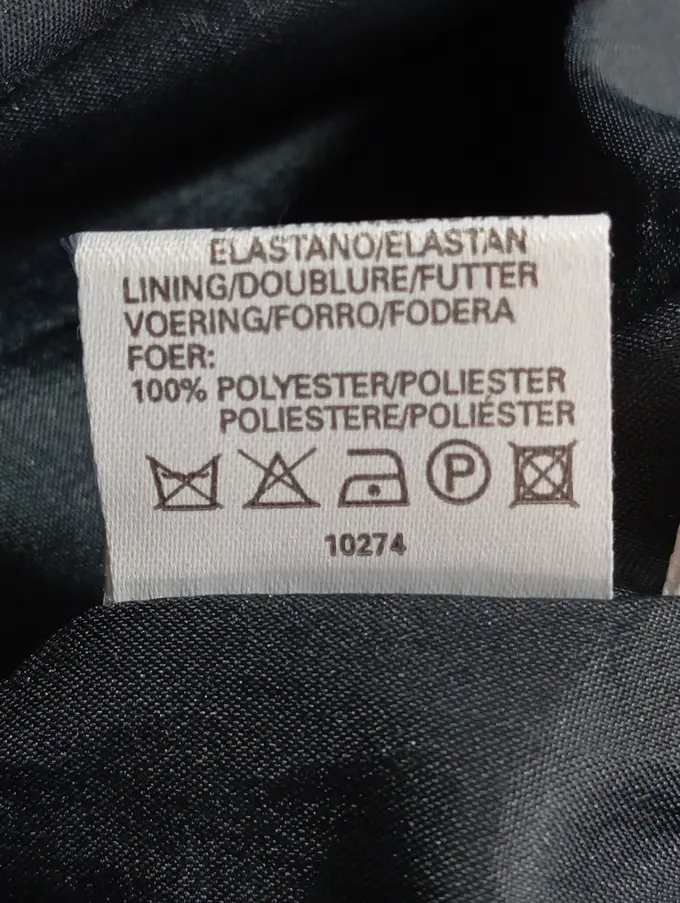 ELASTANO/ELASTAN
LINING/DOUBLURE/FUTTER
VOERING/FORRO/FODERA
FOER:
100% POLYESTER/POLIESTER
POLIESTERE/POLIÉSTER
P
10274